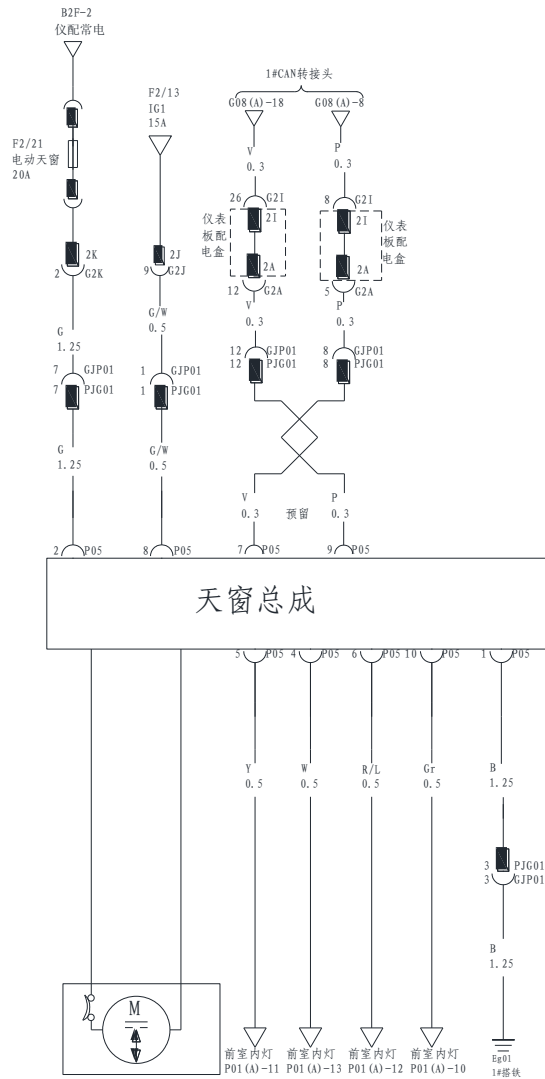 B2F-2
仪配常电
F2/21
电动天窗
20A
2K
2
G2K
G
1.25
7
GJP01
7
PJG01
G
1.25
2
P05
F2/13
IG1
15A
2J
9
G2J
G/W
0.5
1
GJP01
1
PJG01
G/W
0.5
8
P05
1#CAN转接头
G08(A)-18
G08(A)-8
V
0.3
P
0.3
26
G2I
8
G2I
仪表
板配
电盒
2I
2A
2I
2A
仪表
板配
电盒
12
G2A
5
G2A
V
0.3
P
0.3
12
GJP01
12
PJG01
8
GJP01
8
PJG01
V
0.3
预留
P
0.3
7
P05
9
P05
天窗总成
5
P05
4
P05
6
P05
10
P05
1
P05
Y
0.5
W
0.5
R/L
0.5
Gr
0.5
B
1.25
3
PJG01
3
GJP01
B
1.25
M
前室内灯
P01(A)-11
前室内灯
P01(A)-13
前室内灯
P01(A)-12
前室内灯
P01(A)-10
Eg01
1#搭铁